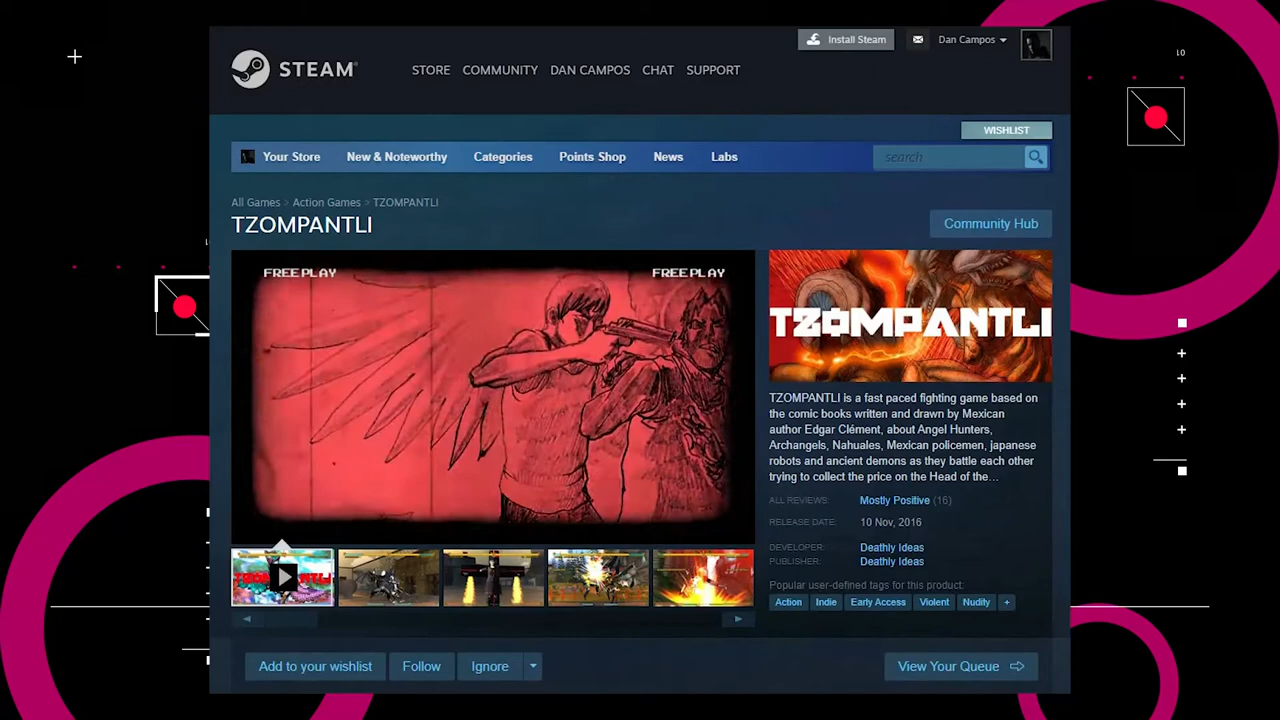 Install Steam
Dan Campos
STEAM®
STORE COMMUNITY DAN CAMPOS CHAT SUPPORT
WISHLIST
Your Store New & Noteworthy Categories Points Shop News Labs search
All Games > Action Games > TZOMPANTLI
TZOMPANTLI
Community Hub
FREE PLAY FREE PLAY
TZOMPANTLI
TZOMPANTLI is a fast paced fighting game based on
the comic books written and drawn by Mexican
author Edgar Clément, about Angel Hunters,
Archangels, Nahuales, Mexican policemen, japanese
robots and ancient demons as they battle each other
trying to collect the price on the Head of the...
ALL REVIEWS: Mostly Positive (16)
RELEASE DATE: 10 Nov, 2016
DEVELOPER: Deathly Ideas
PUBLISHER: Deathly Ideas
Popular user-defined tags for this product:
Action Indie Early Access Violent Nudity +
Add to your wishlist Follow Ignore View Your Queue
01